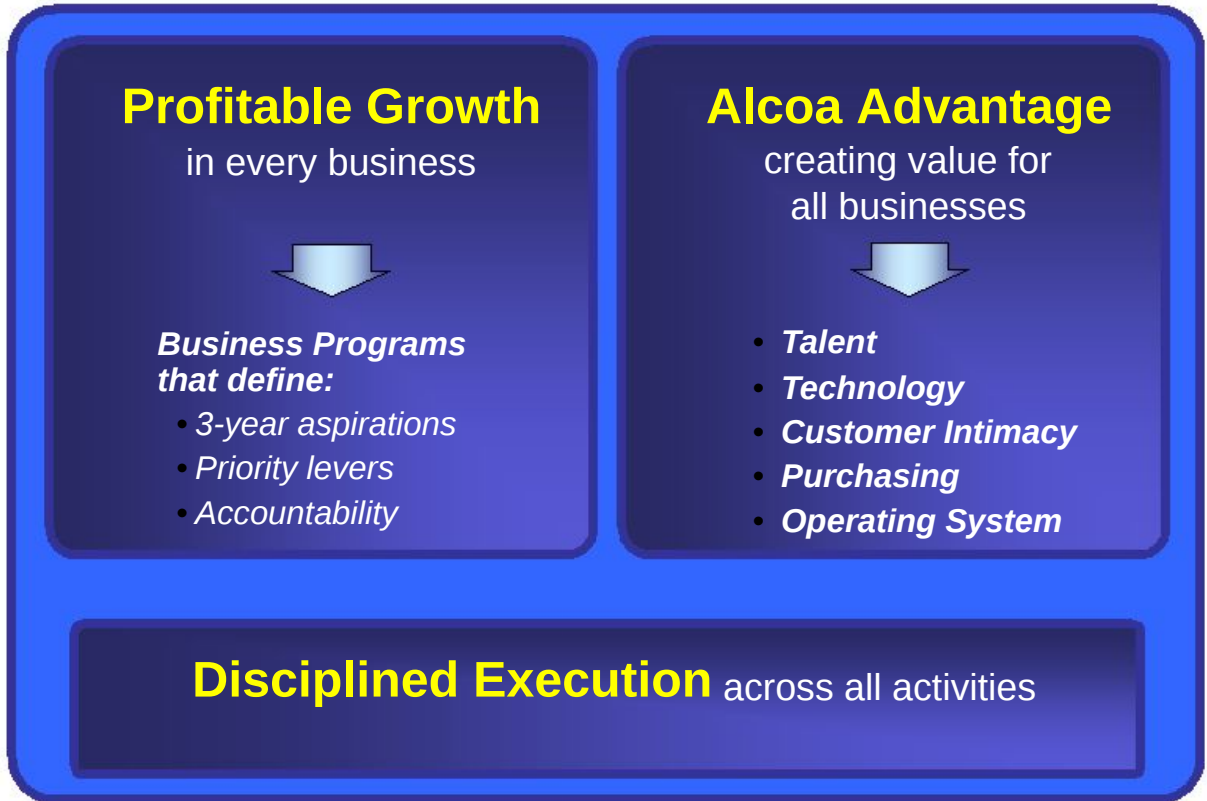 Profitable Growth
in every business
Business Programs
that define:
• 3-year aspirations
• Priority levers
• Accountability
Alcoa Advantage
creating value for
all businesses
• Talent
• Technology
• Customer Intimacy
• Purchasing
• Operating System
Disciplined Execution across all activities